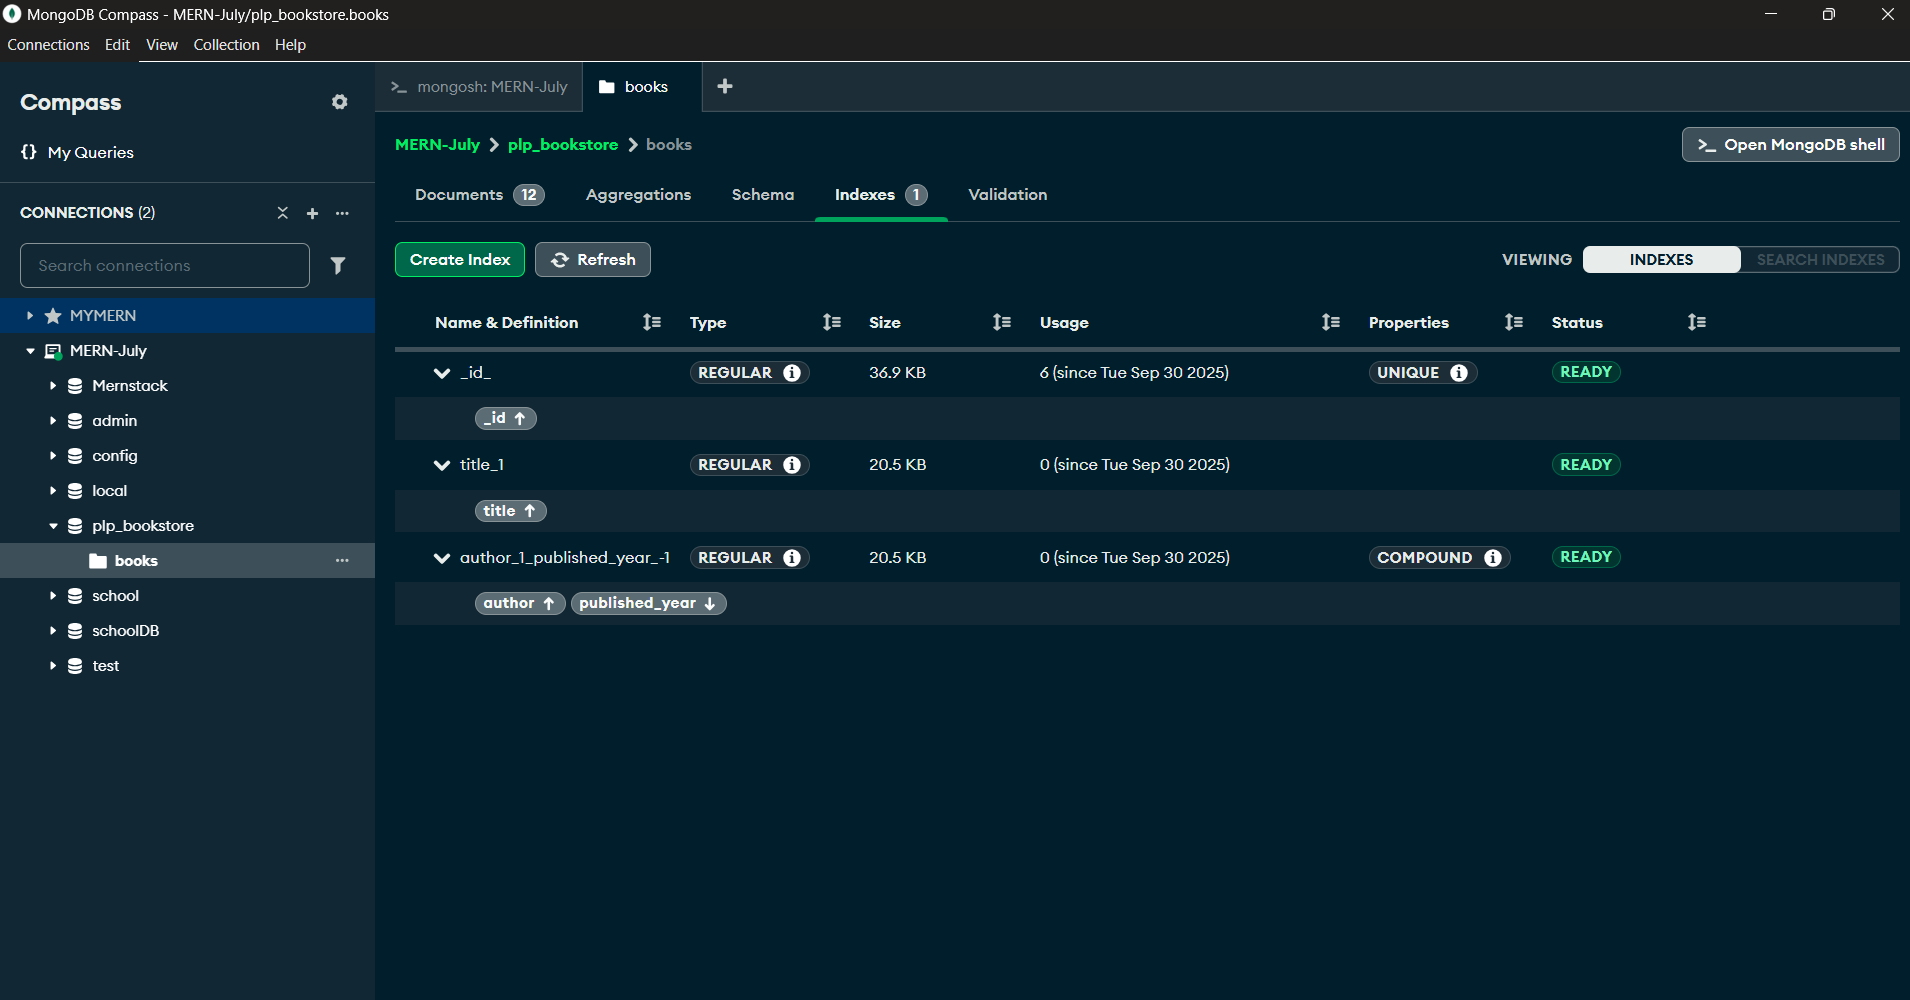 MongoDB Compass - MERN-July/plp_bookstore.books
Connections Edit View Collection Help
Compass
{} My Queries
CONNECTIONS (2)
Search connections
MYMERN
MERN-July
Mernstack
admin
config
local
plp_bookstore
books
school
schoolDB
test
>_ mongosh: MERN-July
books
MERN-July > plp_bookstore > books
>_ Open MongoDB shell
Documents 12 Aggregations Schema Indexes 1 Validation
Create Index Refresh
VIEWING INDEXES SEARCH INDEXES
Name & Definition Type Size Usage Properties Status
_id_ REGULAR 36.9 KB 6 (since Tue Sep 30 2025) UNIQUE READY
_id ↑
title_1 REGULAR 20.5 KB 0 (since Tue Sep 30 2025) READY
title ↑
author_1_published_year_-1 REGULAR 20.5 KB 0 (since Tue Sep 30 2025) COMPOUND READY
author ↑ published_year ↓